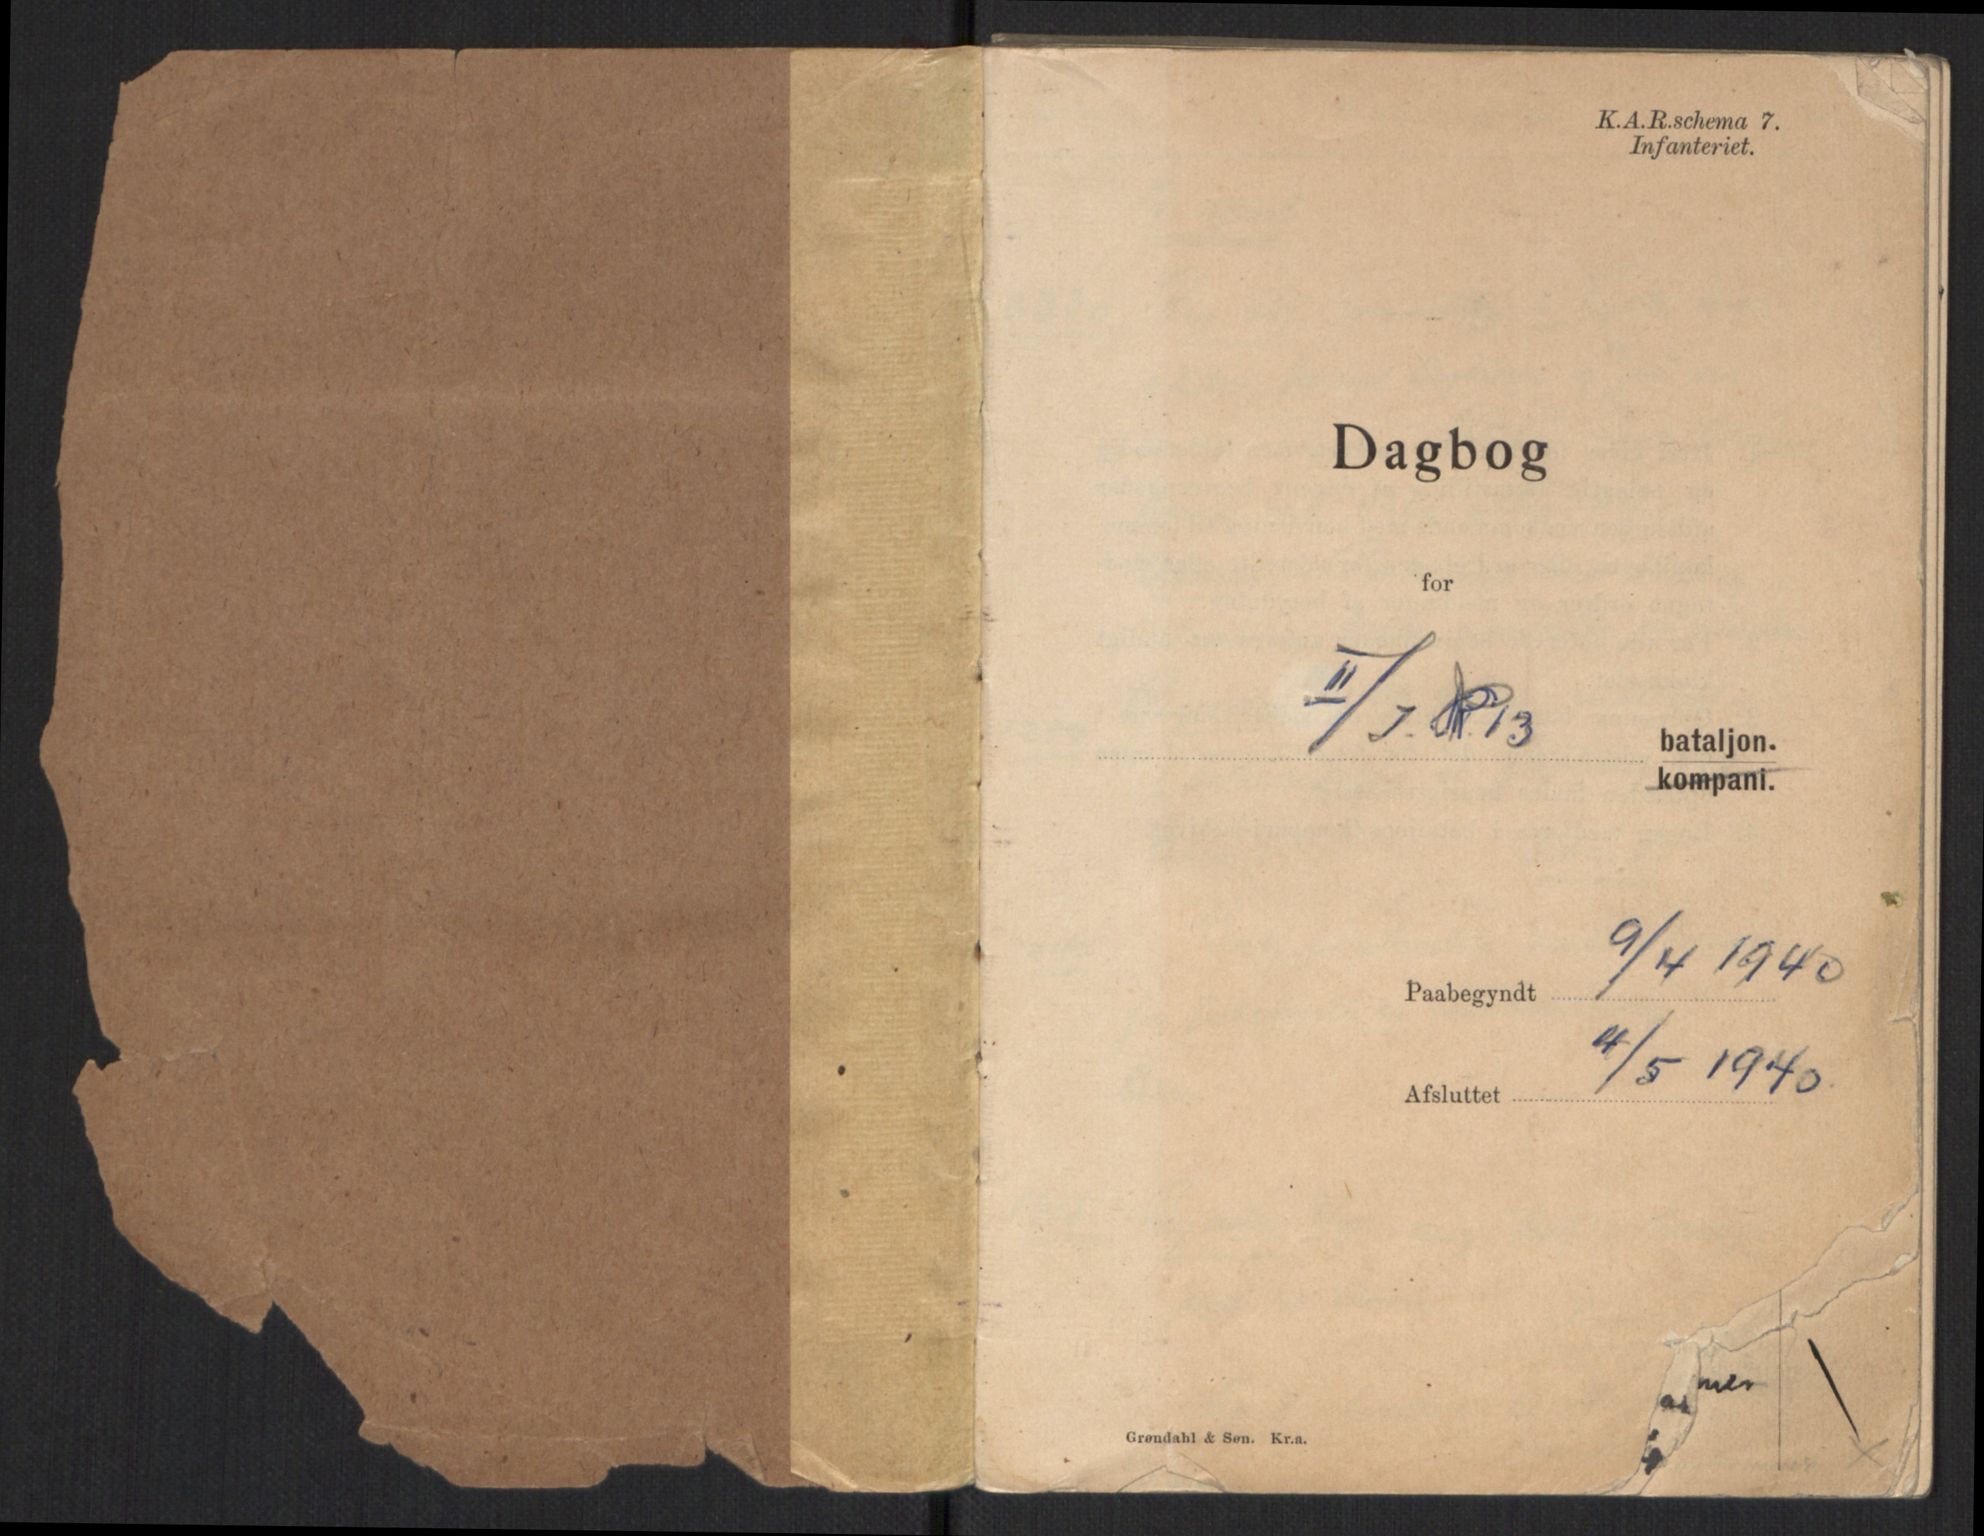 K.A.R.schema 7.
Infanteriet.
Dagbog
for
II/J.R.13
bataljon.
kompani.
Paabegyndt 9/4 1940
Afsluttet 4/5 1940
mer
Grøndahl & Søn. Kr.a.